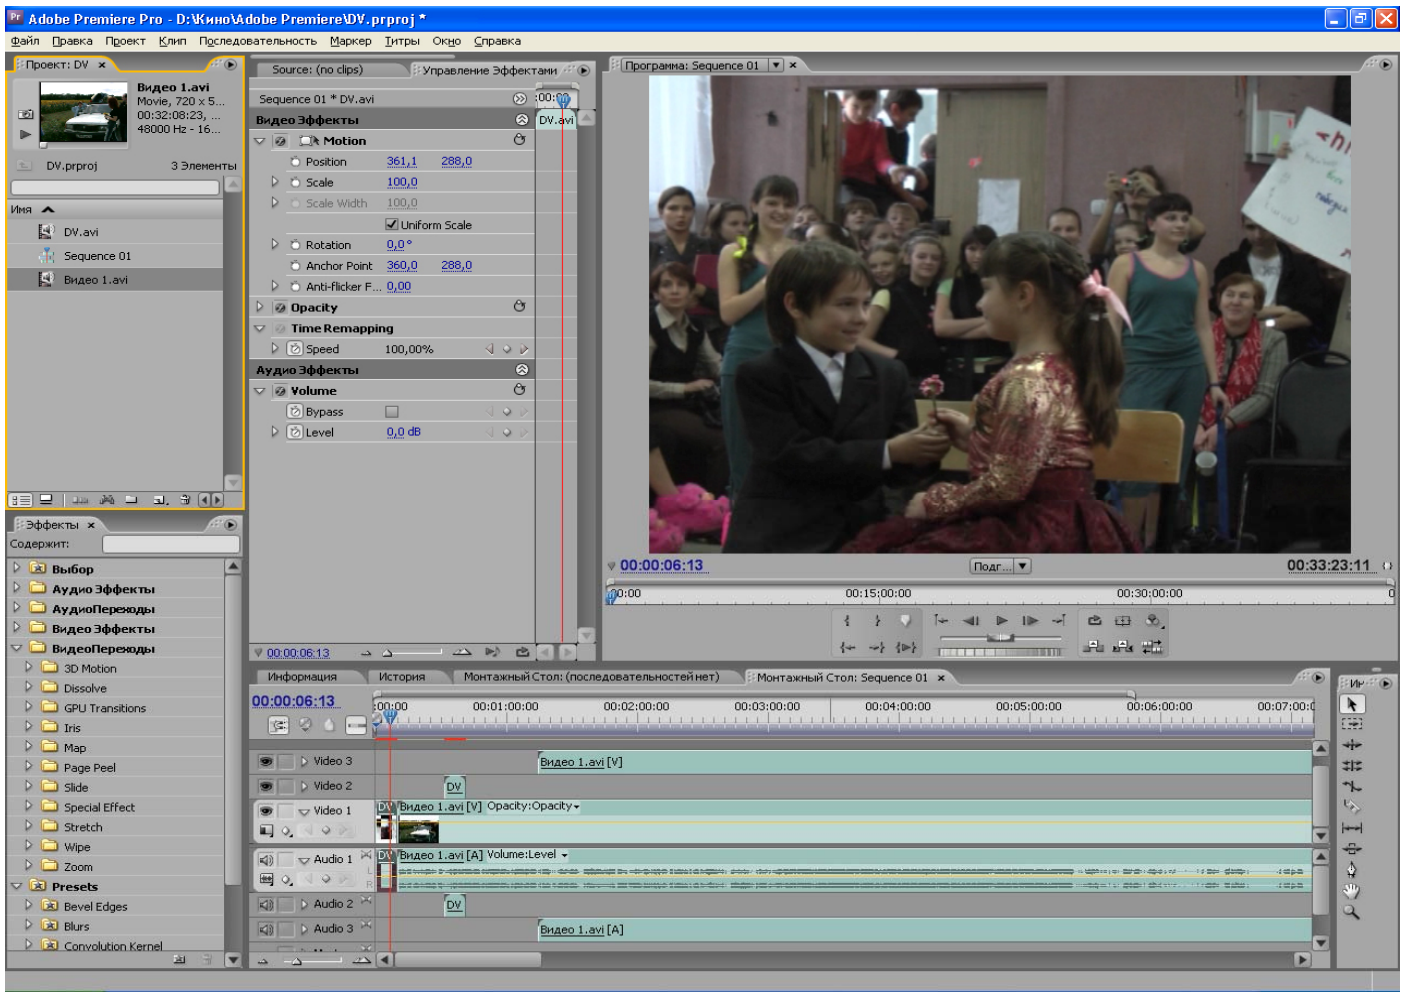 Adobe Premiere Pro - D:\Кино\Adobe Premiere\DV.prproj *
Файл Правка Проект Клип Последовательность Маркер Титры Окно Справка
Проект: DV
Видео 1.avi
Movie, 720 x 5...
00:32:08:23, ...
48000 Hz - 16...
DV.prproj 3 Элементы
Имя
DV.avi
Sequence 01
Видео 1.avi
Эффекты
Содержит:
Выбор
Аудио Эффекты
АудиоПереходы
Видео Эффекты
ВидеоПереходы
3D Motion
Dissolve
GPU Transitions
Iris
Map
Page Peel
Slide
Special Effect
Stretch
Wipe
Zoom
Presets
Bevel Edges
Blurs
Convolution Kernel
Source: (no clips) Управление Эффектами
Sequence 01 * DV.avi
Видео Эффекты DV.avi
Motion
Position 361,1 288,0
Scale 100,0
Scale Width 100,0
Uniform Scale
Rotation 0,0°
Anchor Point 360,0 288,0
Anti-flicker F... 0,00
Opacity
Time Remapping
Speed 100,00%
Аудио Эффекты
Volume
Bypass
Level 0,0 dB
00:00:06:13
Программа: Sequence 01
00:00:06:13 Подг... 00:33:23:11
00:15:00:00 00:30:00:00
Информация История Монтажный Стол: (последовательностей нет) Монтажный Стол: Sequence 01
00:00:06:13 :00:00 00:01:00:00 00:02:00:00 00:03:00:00 00:04:00:00 00:05:00:00 00:06:00:00 00:07:00:0
Video 3 Видео 1.avi [V]
Video 2 DV
Video 1 DV Видео 1.avi [V] Opacity:Opacity
Audio 1 DV Видео 1.avi [A] Volume:Level
L
R
Audio 2 DV
Audio 3 Видео 1.avi [A]